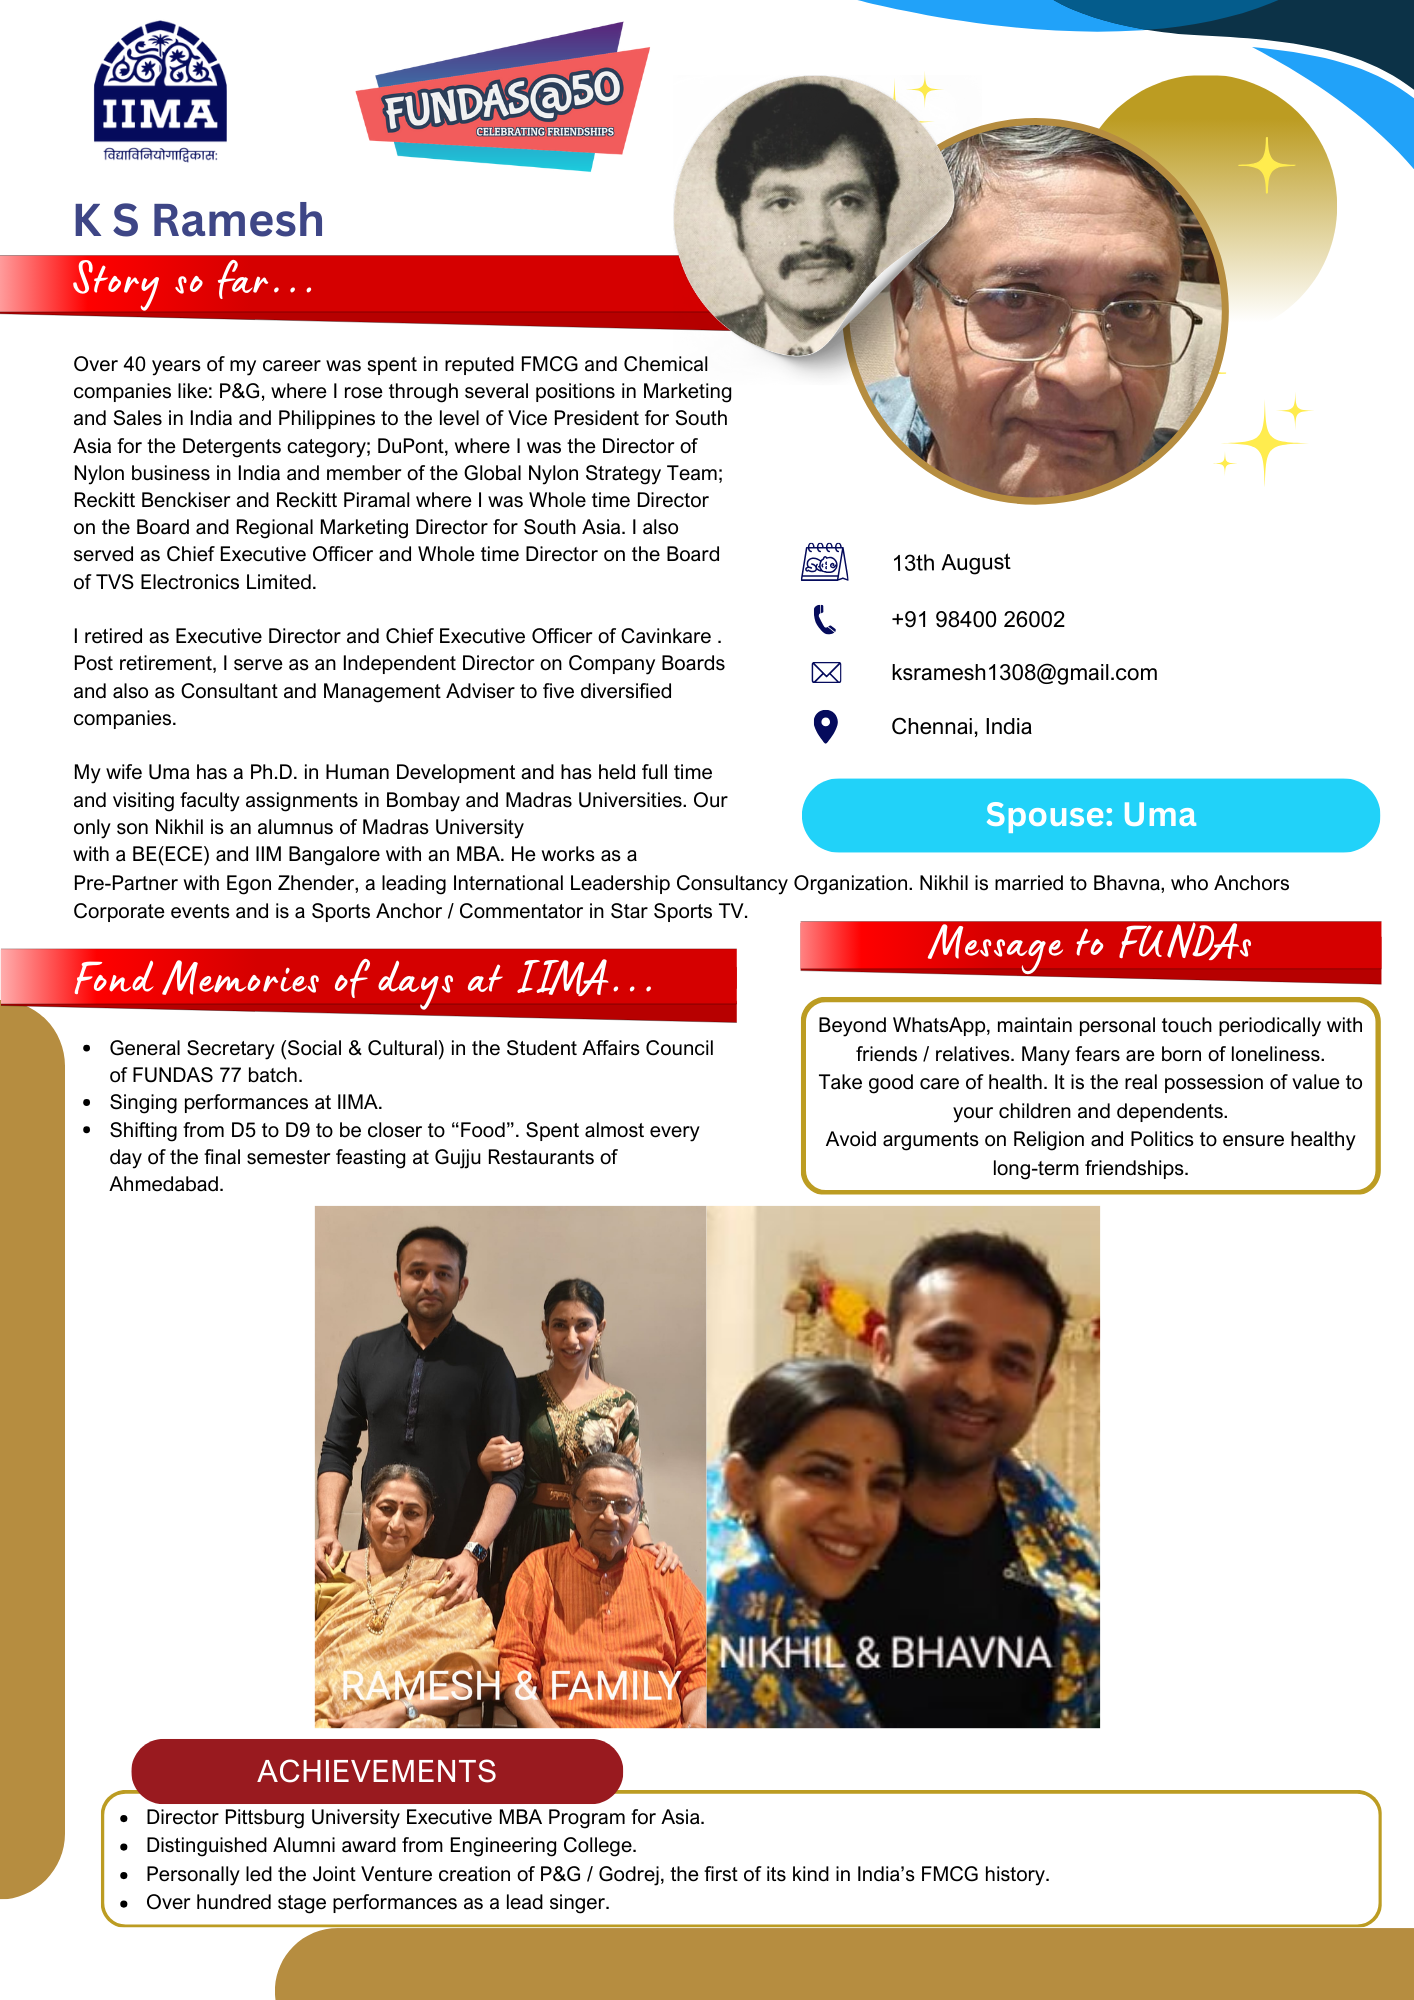 IIMA
विद्याविनियोगाद्विकासः
FUNDAS@50
CELEBRATING FRIENDSHIPS
K S Ramesh
Story so far...
Over 40 years of my career was spent in reputed FMCG and Chemical
companies like: P&G, where I rose through several positions in Marketing
and Sales in India and Philippines to the level of Vice President for South
Asia for the Detergents category; DuPont, where I was the Director of
Nylon business in India and member of the Global Nylon Strategy Team;
Reckitt Benckiser and Reckitt Piramal where I was Whole time Director
on the Board and Regional Marketing Director for South Asia. I also
served as Chief Executive Officer and Whole time Director on the Board
of TVS Electronics Limited.
I retired as Executive Director and Chief Executive Officer of Cavinkare .
Post retirement, I serve as an Independent Director on Company Boards
and also as Consultant and Management Adviser to five diversified
companies.
My wife Uma has a Ph.D. in Human Development and has held full time
and visiting faculty assignments in Bombay and Madras Universities. Our
only son Nikhil is an alumnus of Madras University
with a BE(ECE) and IIM Bangalore with an MBA. He works as a
Pre-Partner with Egon Zhender, a leading International Leadership Consultancy Organization. Nikhil is married to Bhavna, who Anchors
Corporate events and is a Sports Anchor / Commentator in Star Sports TV.
13th August
+91 98400 26002
ksramesh1308@gmail.com
Chennai, India
Spouse: Uma
Fond Memories of days at IIMA...
General Secretary (Social & Cultural) in the Student Affairs Council
of FUNDAS 77 batch.
Singing performances at IIMA.
Shifting from D5 to D9 to be closer to “Food”. Spent almost every
day of the final semester feasting at Gujju Restaurants of
Ahmedabad.
Message to FUNDAs
Beyond WhatsApp, maintain personal touch periodically with
friends / relatives. Many fears are born of loneliness.
Take good care of health. It is the real possession of value to
your children and dependents.
Avoid arguments on Religion and Politics to ensure healthy
long-term friendships.
RAMESH & FAMILY
NIKHIL & BHAVNA
ACHIEVEMENTS
Director Pittsburg University Executive MBA Program for Asia.
Distinguished Alumni award from Engineering College.
Personally led the Joint Venture creation of P&G / Godrej, the first of its kind in India’s FMCG history.
Over hundred stage performances as a lead singer.